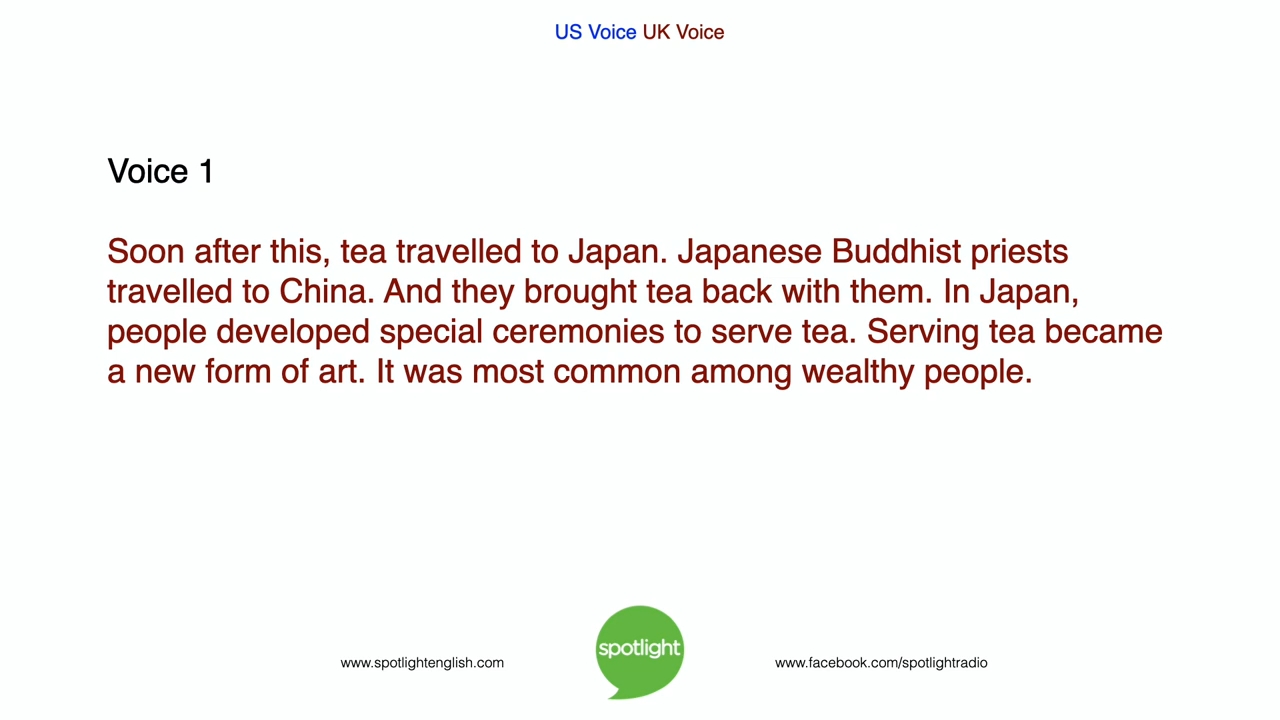 US Voice UK Voice
Voice 1
Soon after this, tea travelled to Japan. Japanese Buddhist priests
travelled to China. And they brought tea back with them. In Japan,
people developed special ceremonies to serve tea. Serving tea became
a new form of art. It was most common among wealthy people.
www.spotlightenglish.com
spotlight
www.facebook.com/spotlightradio